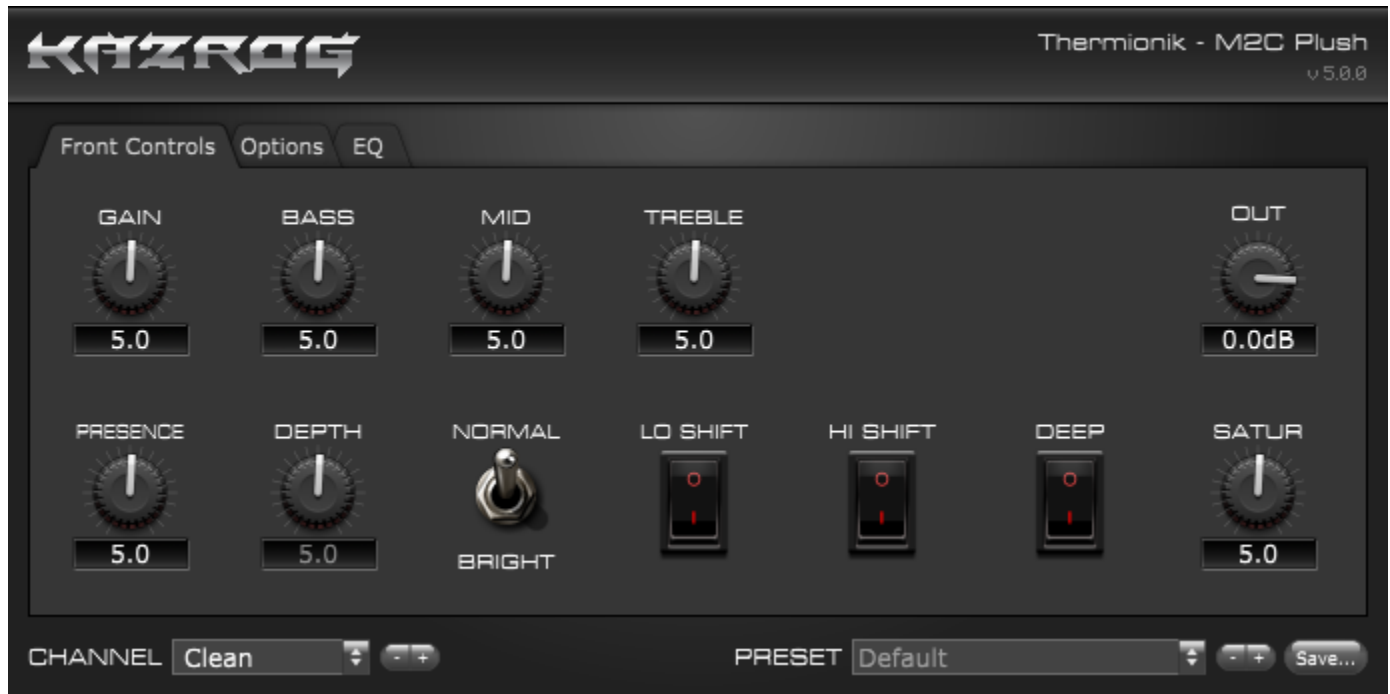 KAZROG
Thermionik - M2C Plush
v 5.0.0
Front Controls Options EQ
GAIN BASS MID TREBLE OUT
5.0 5.0 5.0 5.0 0.0dB
PRESENCE DEPTH NORMAL LO SHIFT HI SHIFT DEEP SATUR
O O O
I I I
5.0 5.0 BRIGHT 5.0
CHANNEL Clean - + PRESET Default - + Save...